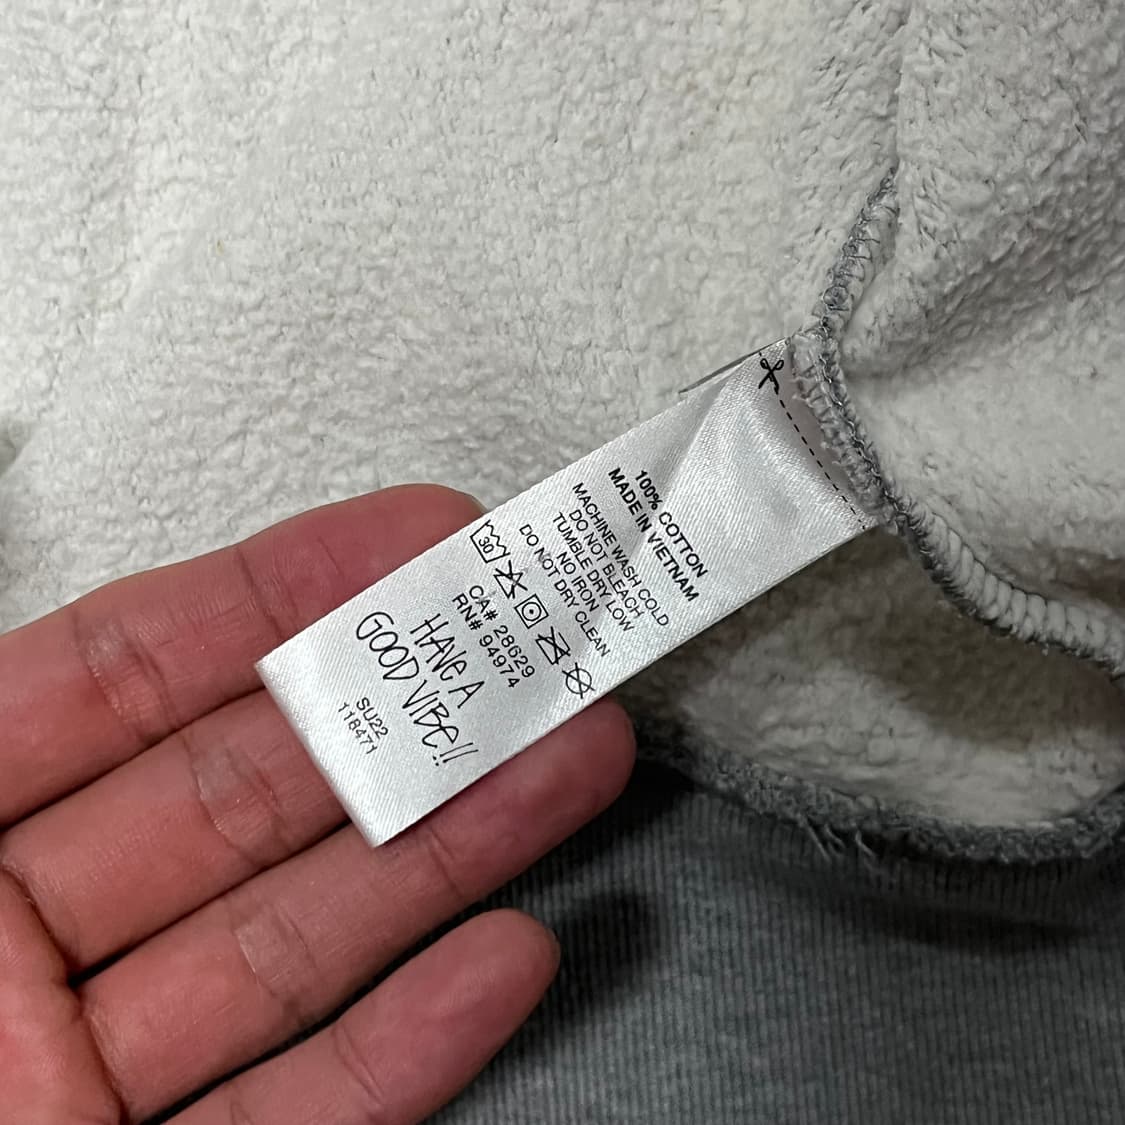 100% COTTON
MADE IN VIETNAM
MACHINE WASH COLD
DO NOT BLEACH
TUMBLE DRY LOW
NO IRON
DO NOT DRY CLEAN
30
CA# 28629
RN# 94974
HAVE A
GOOD VIBE!!
SU22
118471